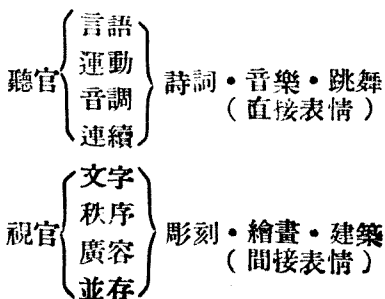 言語
運動
聽官 音調 詩詞・音樂・跳舞
(直接表情)
連續
文字
秩序
視官 廣容 彫刻・繪畫・建築
(間接表情)
並存